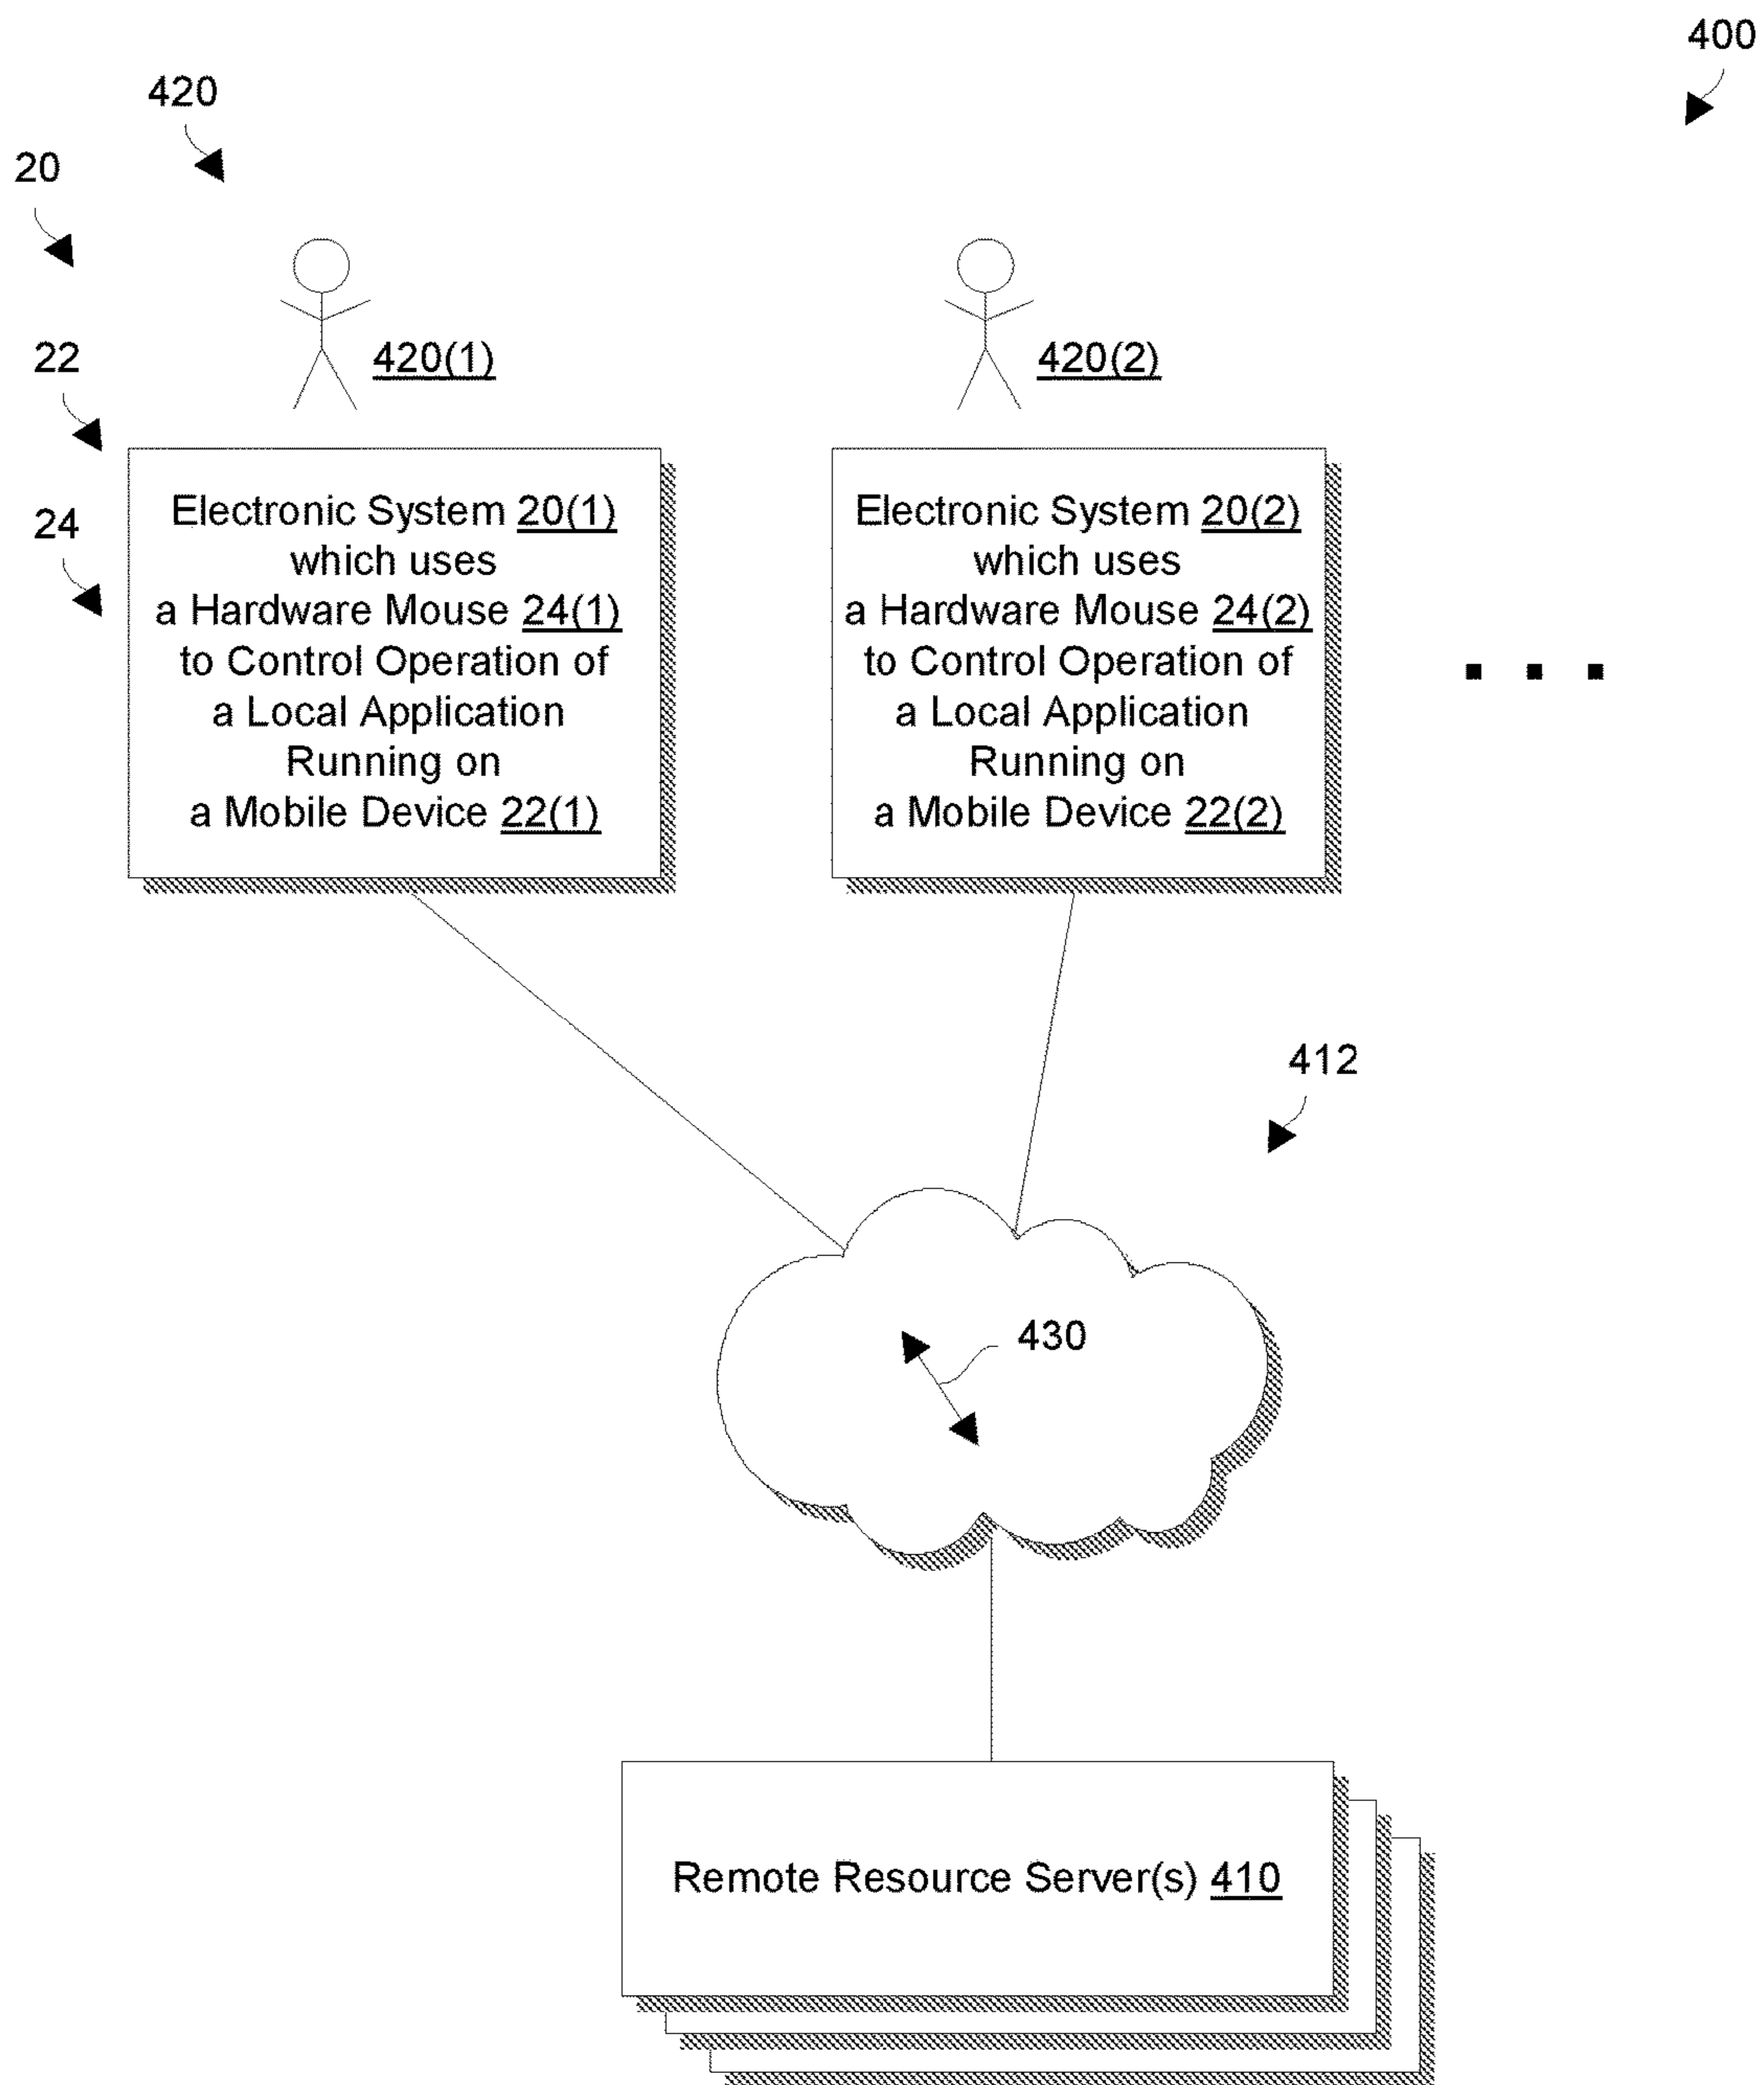 400
420
20
22
420(1)
420(2)
24
Electronic System 20(1)
which uses
a Hardware Mouse 24(1)
to Control Operation of
a Local Application
Running on
a Mobile Device 22(1)
Electronic System 20(2)
which uses
a Hardware Mouse 24(2)
to Control Operation of
a Local Application
Running on
a Mobile Device 22(2)
. . .
412
430
Remote Resource Server(s) 410